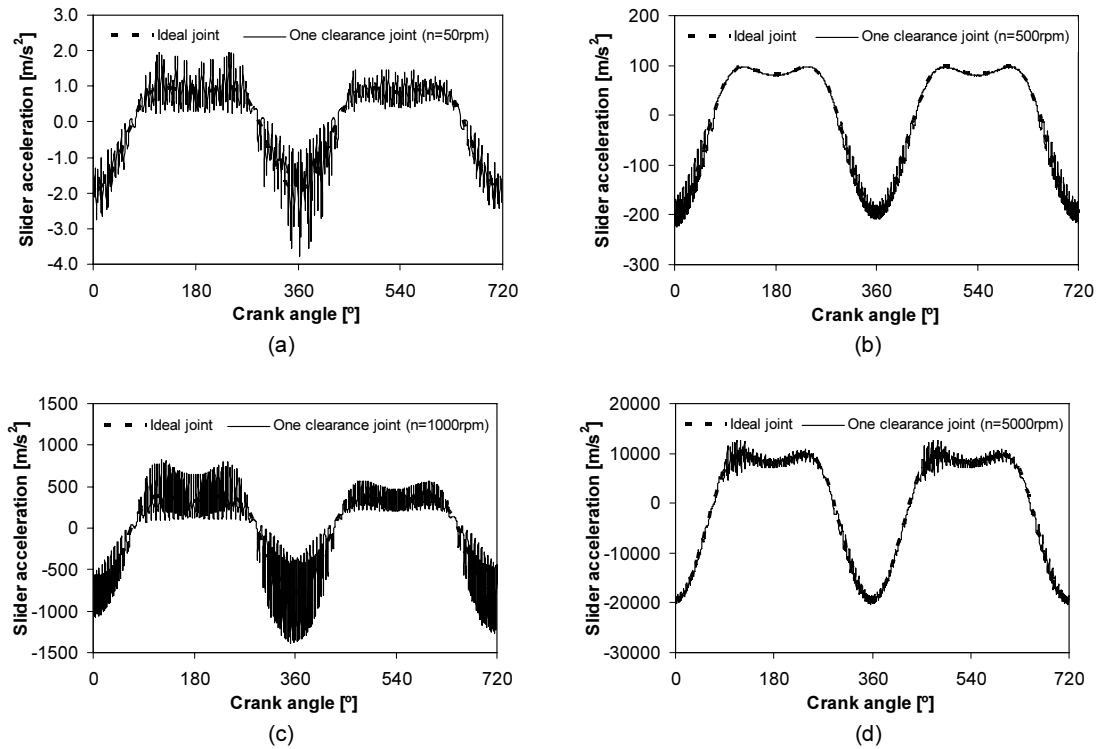 3.0
2.0
1.0
0.0
-1.0
-2.0
-3.0
-4.0
Slider acceleration [m/s²]
Ideal joint One clearance joint (n=50rpm)
0 180 360 540 720
Crank angle [º]
(a)
200
100
0
-100
-200
-300
Slider acceleration [m/s²]
Ideal joint One clearance joint (n=500rpm)
0 180 360 540 720
Crank angle [º]
(b)
1500
1000
500
0
-500
-1000
-1500
Slider acceleration [m/s²]
Ideal joint One clearance joint (n=1000rpm)
0 180 360 540 720
Crank angle [º]
(c)
20000
10000
0
-10000
-20000
-30000
Slider acceleration [m/s²]
Ideal joint One clearance joint (n=5000rpm)
0 180 360 540 720
Crank angle [º]
(d)